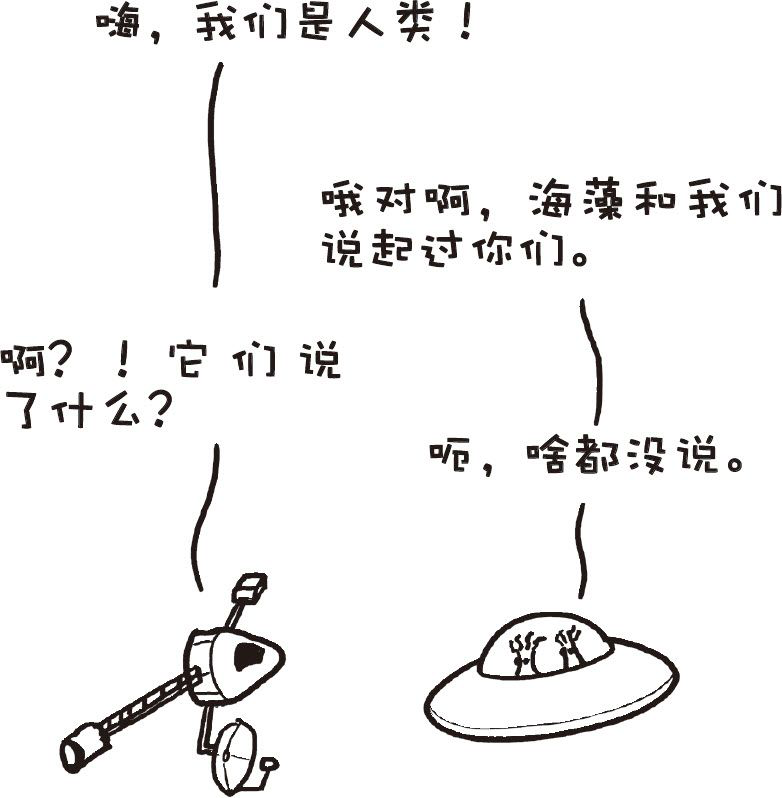 嗨，我们是人类！
哦对啊，海藻和我们
说起过你们。
啊？！它们说
了什么？
呃，啥都没说。